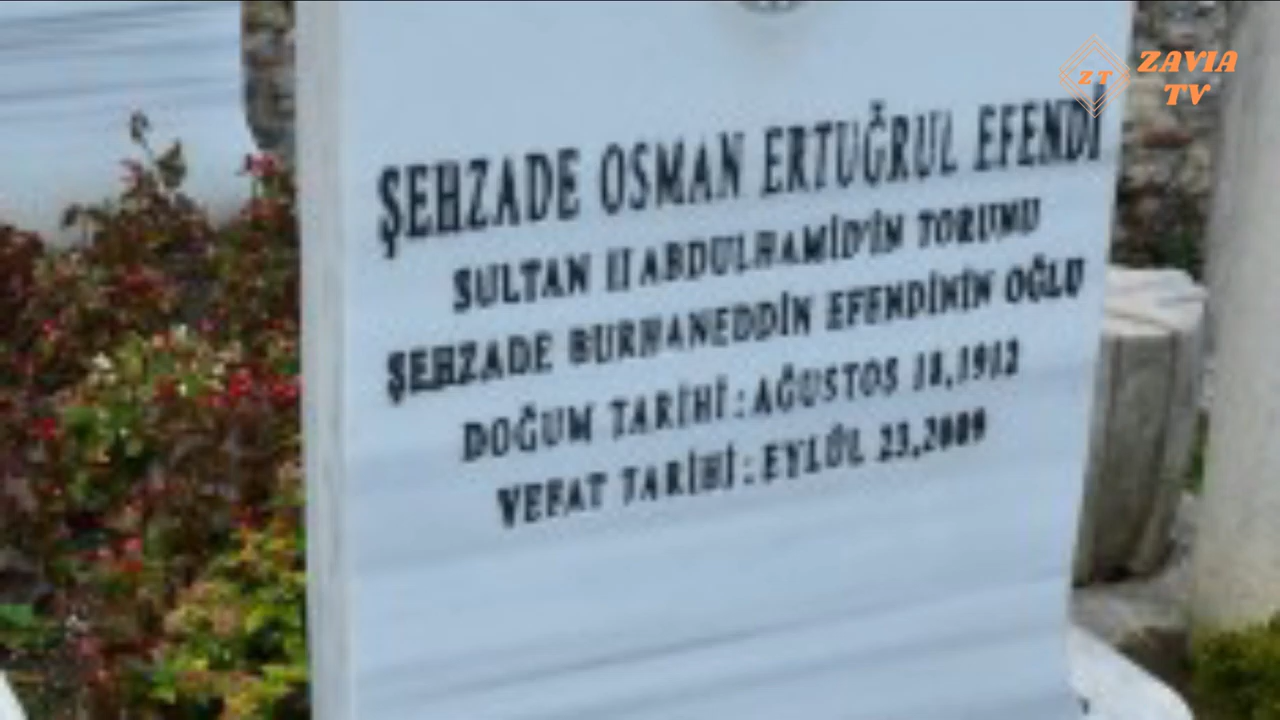 ZT
ZAVIA
TV
ŞEHZADE OSMAN ERTUĞRUL EFENDİ
SULTAN II ABDULHAMİD'İN TORUNU
ŞEHZADE BURHANEDDİN EFENDİNİN OĞLU
DOĞUM TARİHİ : AĞUSTOS 18,1912
VEFAT TARİHİ : EYLÜL 23,2009